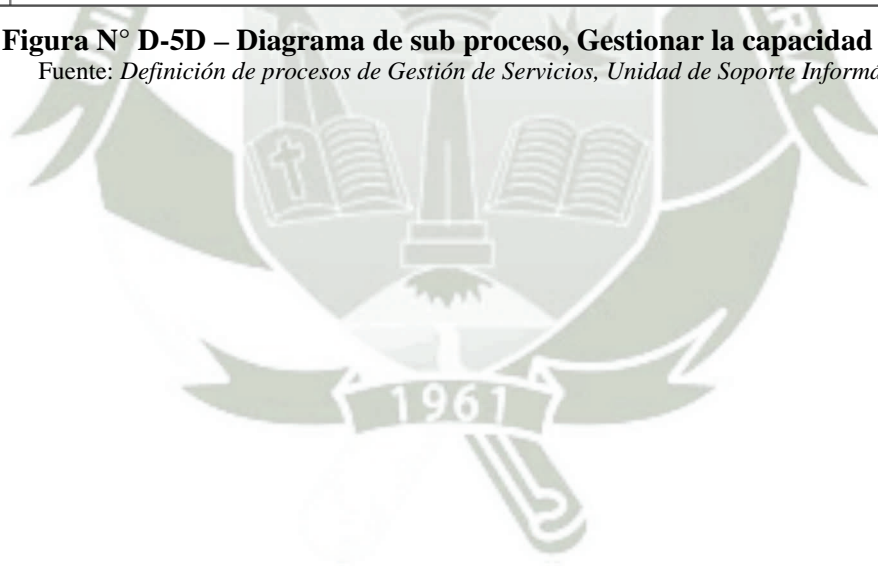 Figura N° D-5D – Diagrama de sub proceso, Gestionar la capacidad
Fuente: Definición de procesos de Gestión de Servicios, Unidad de Soporte Informá
1961